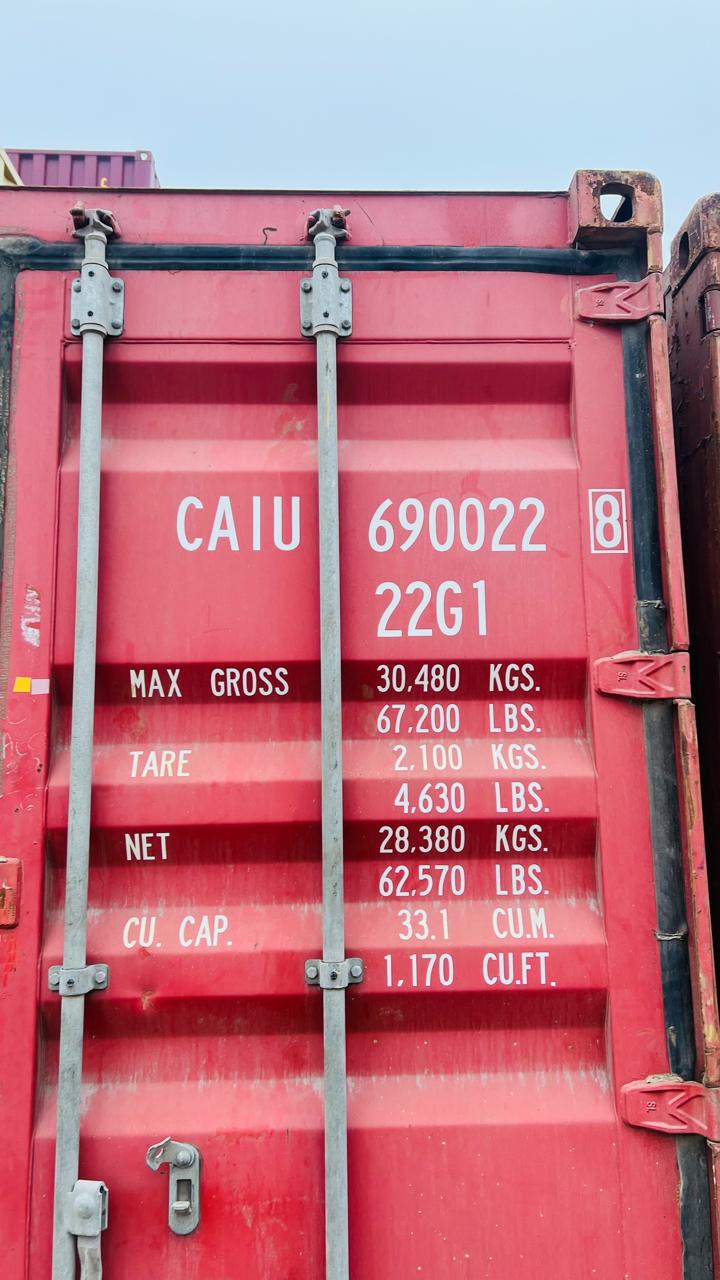 CAIU 690022 8
22G1
MAX GROSS 30,480 KGS.
67,200 LBS.
TARE 2,100 KGS.
4,630 LBS.
NET 28,380 KGS.
62,570 LBS.
CU. CAP. 33.1 CU.M.
1,170 CU.FT.